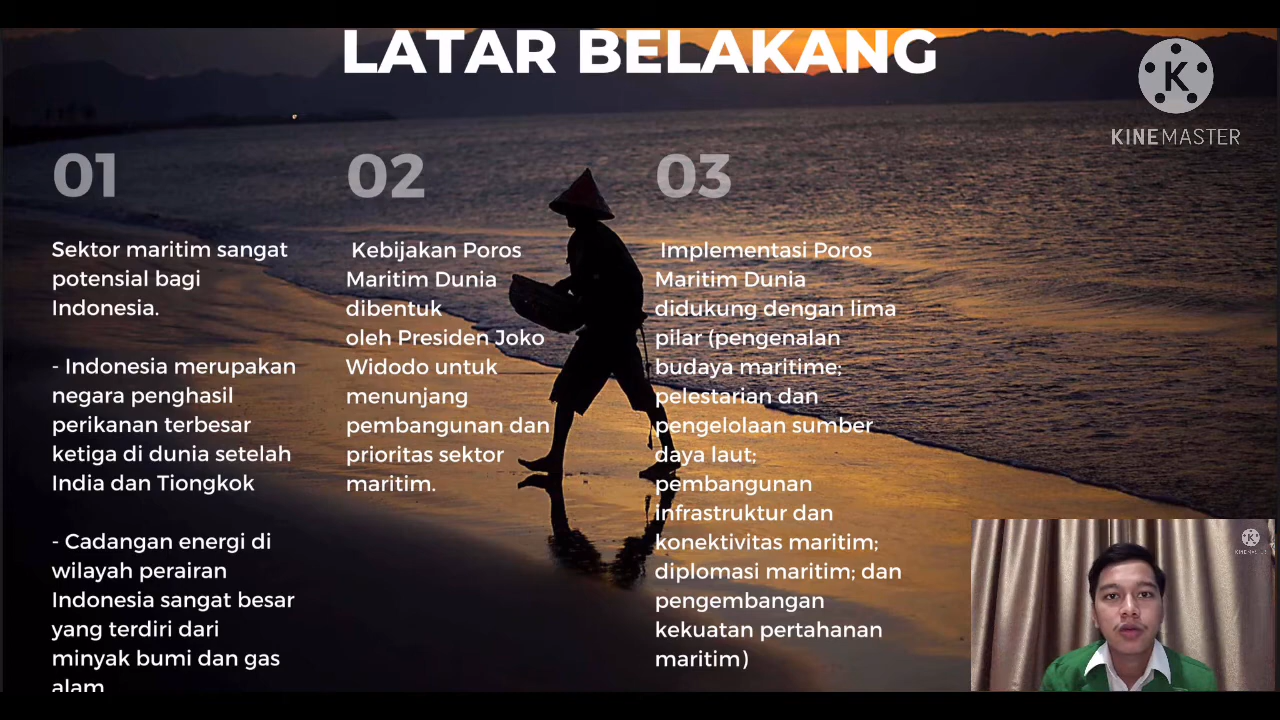 LATAR BELAKANG
KINEMASTER
01
Sektor maritim sangat
potensial bagi
Indonesia.
- Indonesia merupakan
negara penghasil
perikanan terbesar
ketiga di dunia setelah
India dan Tiongkok
- Cadangan energi di
wilayah perairan
Indonesia sangat besar
yang terdiri dari
minyak bumi dan gas
alam
02
Kebijakan Poros
Maritim Dunia
dibentuk
oleh Presiden Joko
Widodo untuk
menunjang
pembangunan dan
prioritas sektor
maritim.
03
Implementasi Poros
Maritim Dunia
didukung dengan lima
pilar (pengenalan
budaya maritime;
pelestarian dan
pengelolaan sumber
daya laut;
pembangunan
infrastruktur dan
konektivitas maritim;
diplomasi maritim; dan
pengembangan
kekuatan pertahanan
maritim)